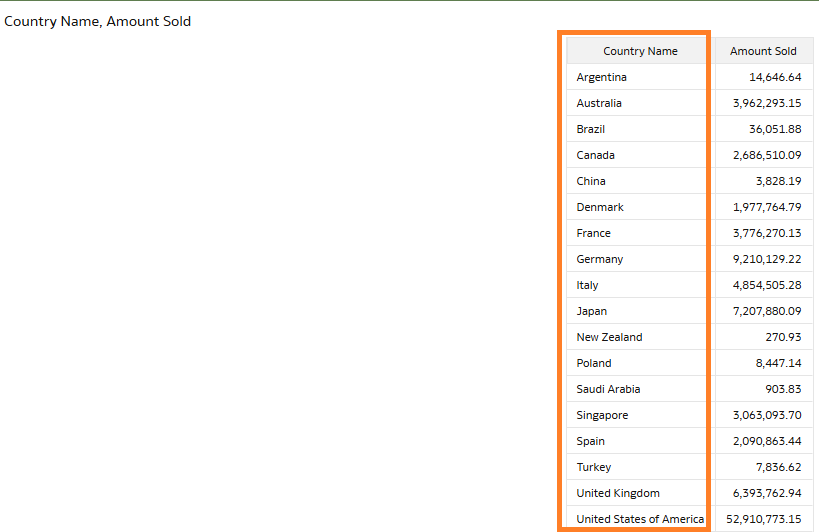 Country Name, Amount Sold
Country Name Amount Sold
Argentina 14,646.64
Australia 3,962,293.15
Brazil 36,051.88
Canada 2,686,510.09
China 3,828.19
Denmark 1,977,764.79
France 3,776,270.13
Germany 9,210,129.22
Italy 4,854,505.28
Japan 7,207,880.09
New Zealand 270.93
Poland 8,447.14
Saudi Arabia 903.83
Singapore 3,063,093.70
Spain 2,090,863.44
Turkey 7,836.62
United Kingdom 6,393,762.94
United States of America 52,910,773.15